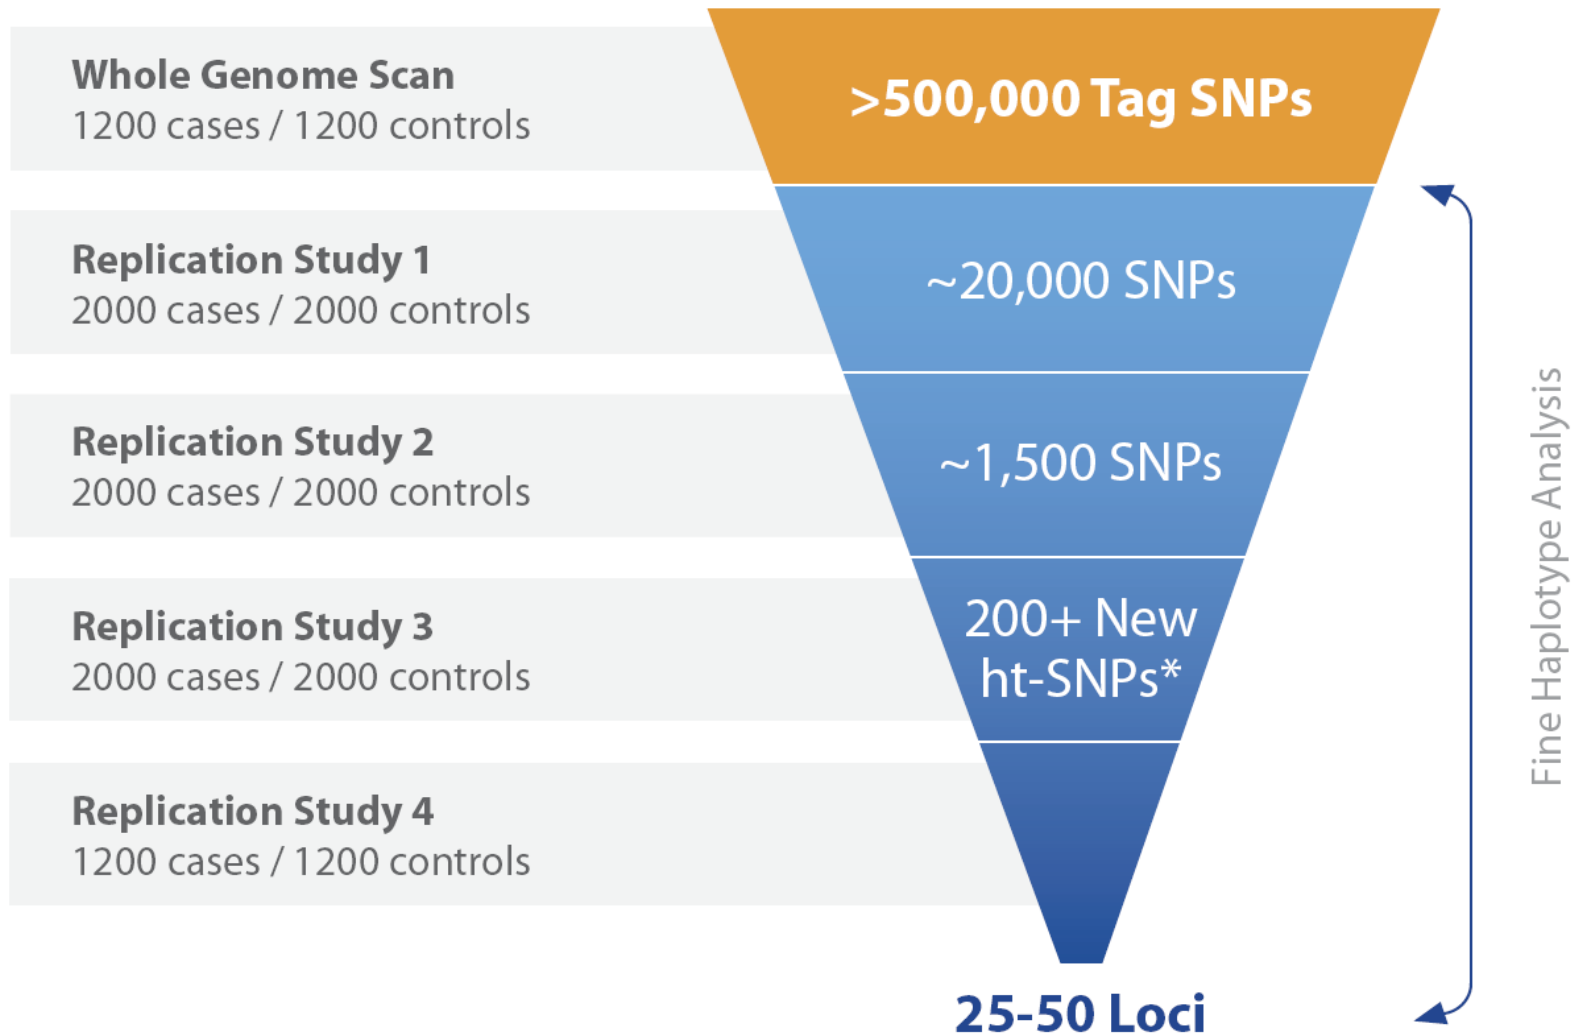 Whole Genome Scan
1200 cases / 1200 controls
>500,000 Tag SNPs
Replication Study 1
2000 cases / 2000 controls
~20,000 SNPs
Replication Study 2
2000 cases / 2000 controls
~1,500 SNPs
Replication Study 3
2000 cases / 2000 controls
200+ New
ht-SNPs*
Replication Study 4
1200 cases / 1200 controls
25-50 Loci
Fine Haplotype Analysis